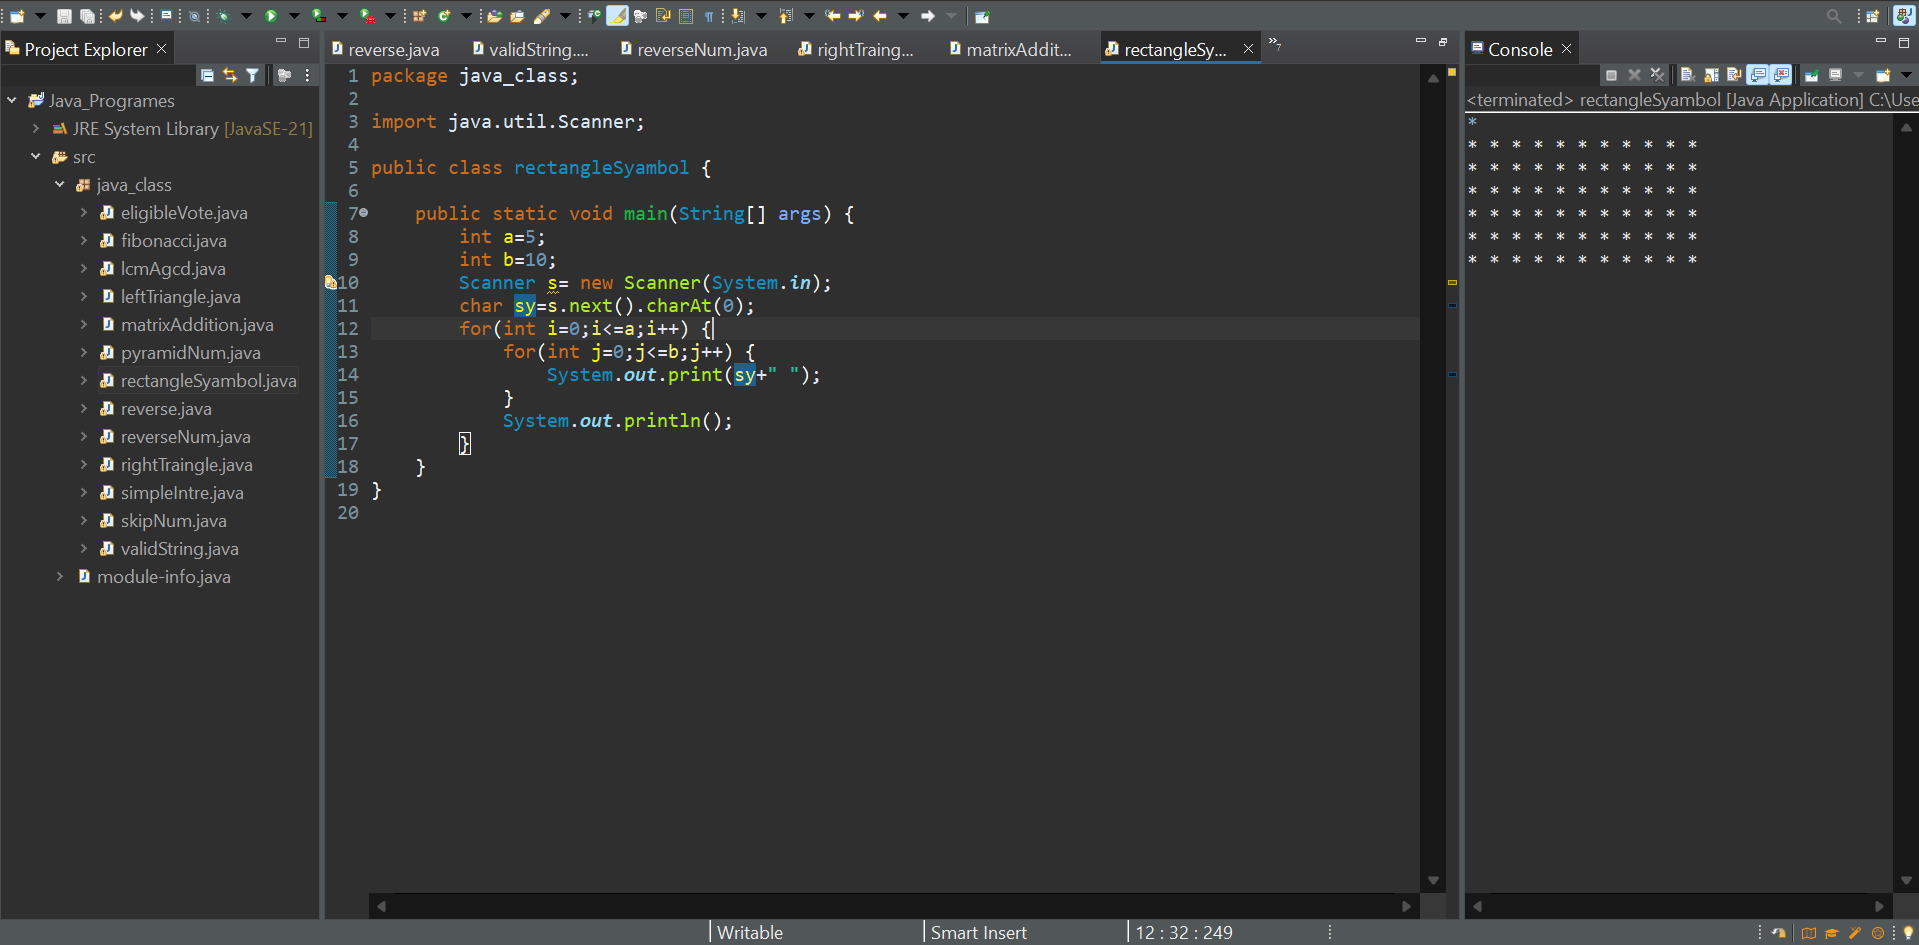 Project Explorer
Java_Programes
JRE System Library [JavaSE-21]
src
java_class
eligibleVote.java
fibonacci.java
lcmAgcd.java
leftTriangle.java
matrixAddition.java
pyramidNum.java
rectangleSyambol.java
reverse.java
reverseNum.java
rightTraingle.java
simpleIntre.java
skipNum.java
validString.java
module-info.java
reverse.java validString.... reverseNum.java rightTraing... matrixAddit... rectangleSy... »7
1 package java_class;
2
3 import java.util.Scanner;
4
5 public class rectangleSyambol {
6
7 public static void main(String[] args) {
8 int a=5;
9 int b=10;
10 Scanner s= new Scanner(System.in);
11 char sy=s.next().charAt(0);
12 for(int i=0;i<=a;i++) {
13 for(int j=0;j<=b;j++) {
14 System.out.print(sy+" ");
15 }
16 System.out.println();
17 }
18 }
19 }
20
Console
<terminated> rectangleSyambol [Java Application] C:\Use
*
* * * * * * * * * * *
* * * * * * * * * * *
* * * * * * * * * * *
* * * * * * * * * * *
* * * * * * * * * * *
* * * * * * * * * * *
Writable
Smart Insert
12 : 32 : 249